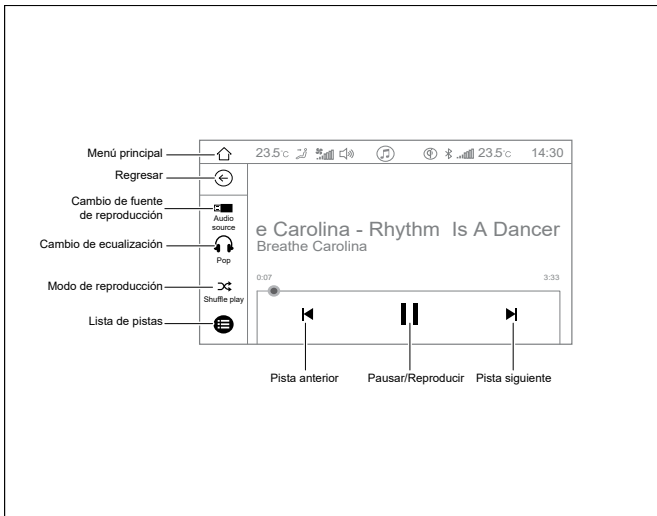 Menú principal
23.5°C 23.5°C 14:30
Regresar
Cambio de fuente
de reproducción
Audio
source
e Carolina - Rhythm Is A Dancer
Breathe Carolina
Cambio de ecualización
Pop
0:07 3:33
Modo de reproducción
Shuffle play
Lista de pistas
Pista anterior Pausar/Reproducir Pista siguiente